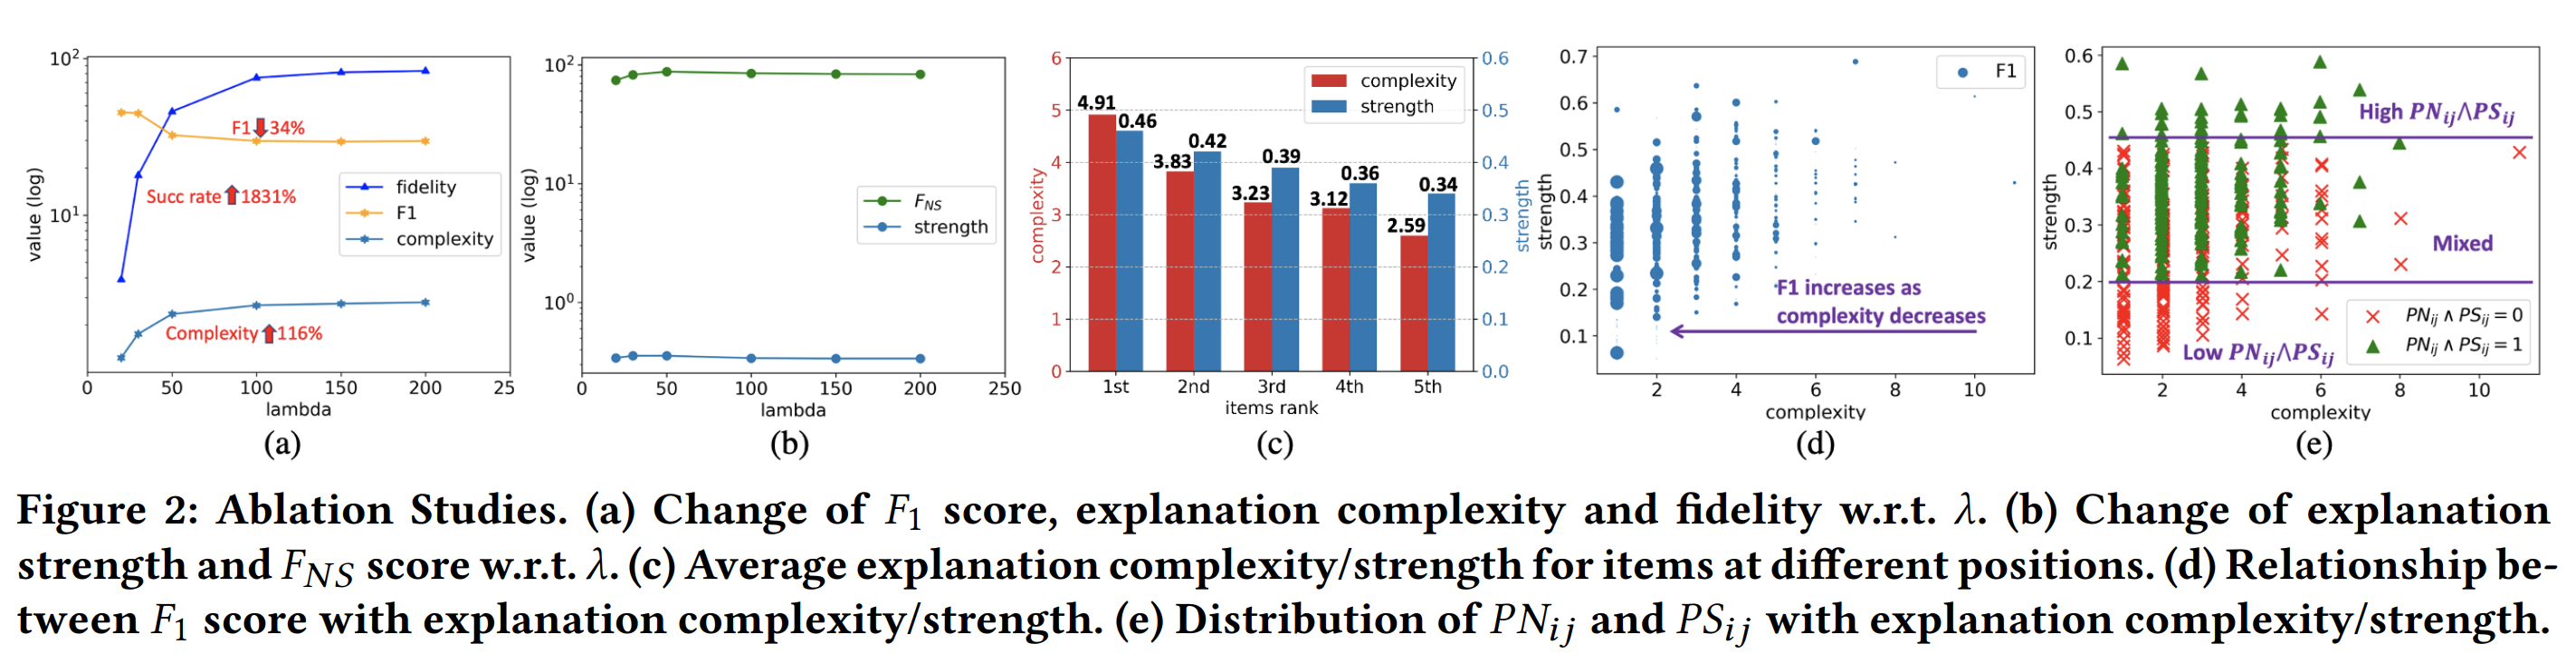 10²
10¹
value (log)
F1 ⬇ 34%
Succ rate ⬆ 1831%
Complexity ⬆ 116%
fidelity
F1
complexity
0 50 100 150 200 25
lambda
(a)
10²
10¹
10⁰
value (log)
F_NS
strength
0 50 100 150 200 250
lambda
(b)
6 5 4 3 2 1 0
complexity
complexity
strength
4.91 0.46
3.83 0.42
3.23 0.39
3.12 0.36
2.59 0.34
0.6 0.5 0.4 0.3 0.2 0.1 0.0
strength
1st 2nd 3rd 4th 5th
items rank
(c)
0.7 0.6 0.5 0.4 0.3 0.2 0.1
strength
F1
F1 increases as
complexity decreases
2 4 6 8 10
complexity
(d)
0.6 0.5 0.4 0.3 0.2 0.1
strength
High PN_ij∧PS_ij
Mixed
Low PN_ij∧PS_ij
PN_ij ∧ PS_ij = 0
PN_ij ∧ PS_ij = 1
2 4 6 8 10
complexity
(e)
Figure 2: Ablation Studies. (a) Change of F₁ score, explanation complexity and fidelity w.r.t. λ. (b) Change of explanation
strength and F_NS score w.r.t. λ. (c) Average explanation complexity/strength for items at different positions. (d) Relationship be-
tween F₁ score with explanation complexity/strength. (e) Distribution of PN_ij and PS_ij with explanation complexity/strength.